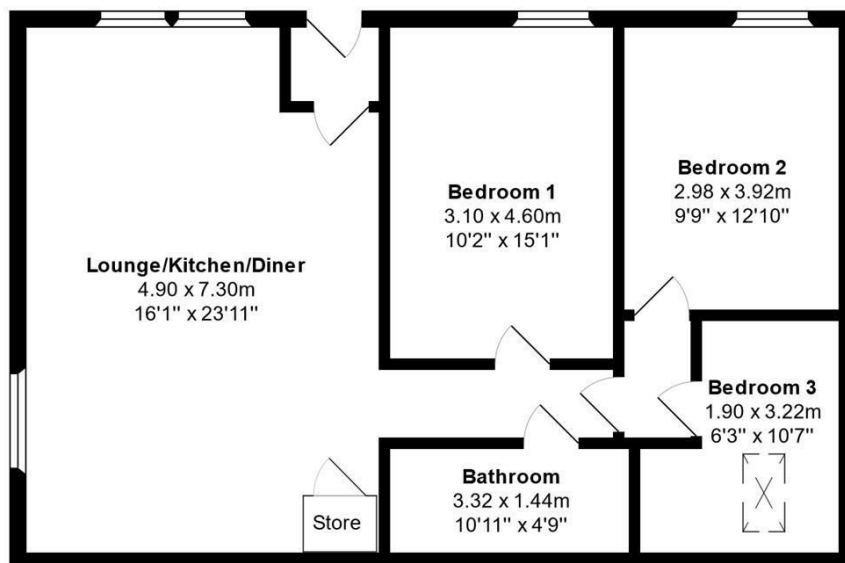 Lounge/Kitchen/Diner
4.90 x 7.30m
16'1" x 23'11"
Bedroom 1
3.10 x 4.60m
10'2" x 15'1"
Bedroom 2
2.98 x 3.92m
9'9" x 12'10"
Bedroom 3
1.90 x 3.22m
6'3" x 10'7"
Bathroom
3.32 x 1.44m
10'11" x 4'9"
Store